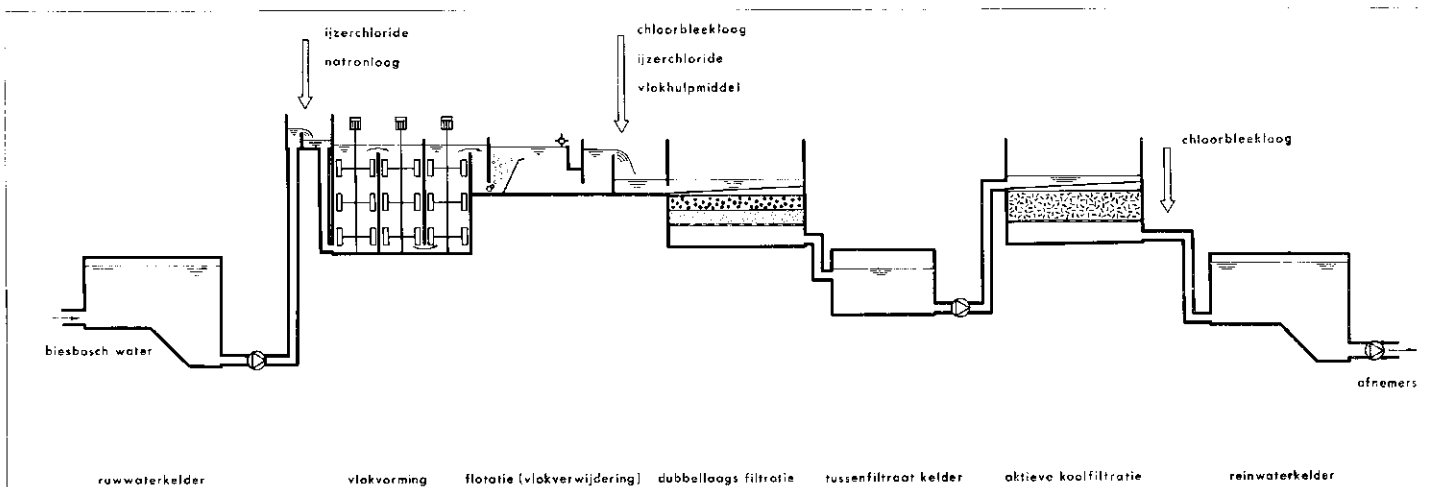 ijzerchloride
natronloog
chloorbleekloog
ijzerchloride
vlokhulpmiddel
chloorbleekloog
biesbosch water
afnemers
ruwwaterkelder
vlokvorming
flotatie (vlokverwijdering)
dubbellaags filtratie
tussenfiltraat kelder
aktieve koolfiltratie
reinwaterkelder